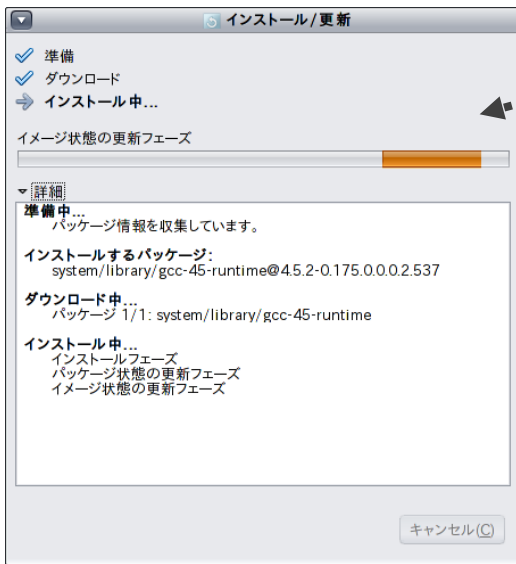 インストール/更新
準備
ダウンロード
インストール中...
イメージ状態の更新フェーズ
詳細
準備中...
パッケージ情報を収集しています。
インストールするパッケージ:
system/library/gcc-45-runtime@4.5.2-0.175.0.0.0.2.537
ダウンロード中...
パッケージ 1/1: system/library/gcc-45-runtime
インストール中...
インストールフェーズ
パッケージ状態の更新フェーズ
イメージ状態の更新フェーズ
キャンセル(C)